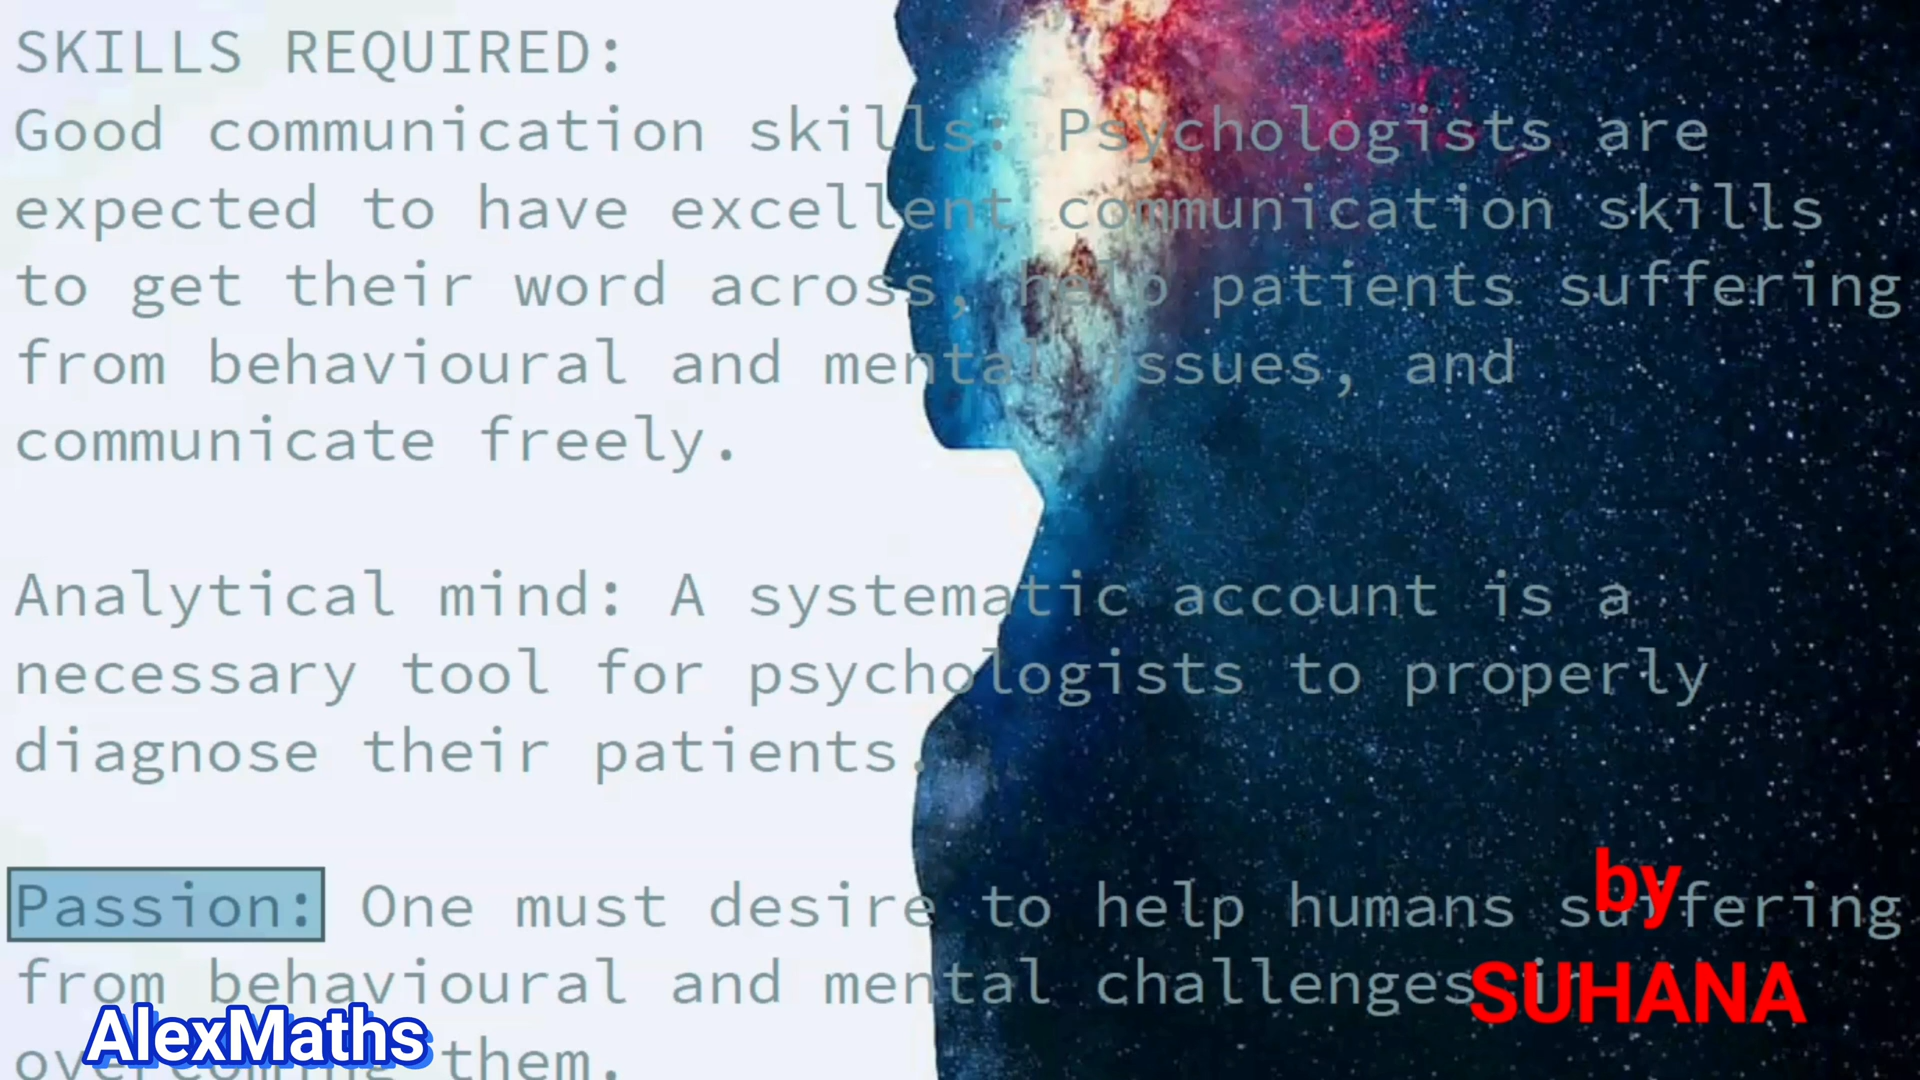 SKILLS REQUIRED:
Good communication skills: Psychologists are
expected to have excellent communication skills
to get their word across, help patients suffering
from behavioural and mental issues, and
communicate freely.
Analytical mind: A systematic account is a
necessary tool for psychologists to properly
diagnose their patients.
Passion: One must desire to help humans suffering
from behavioural and mental challenges in
overcoming them.
by
SUHANA
AlexMaths